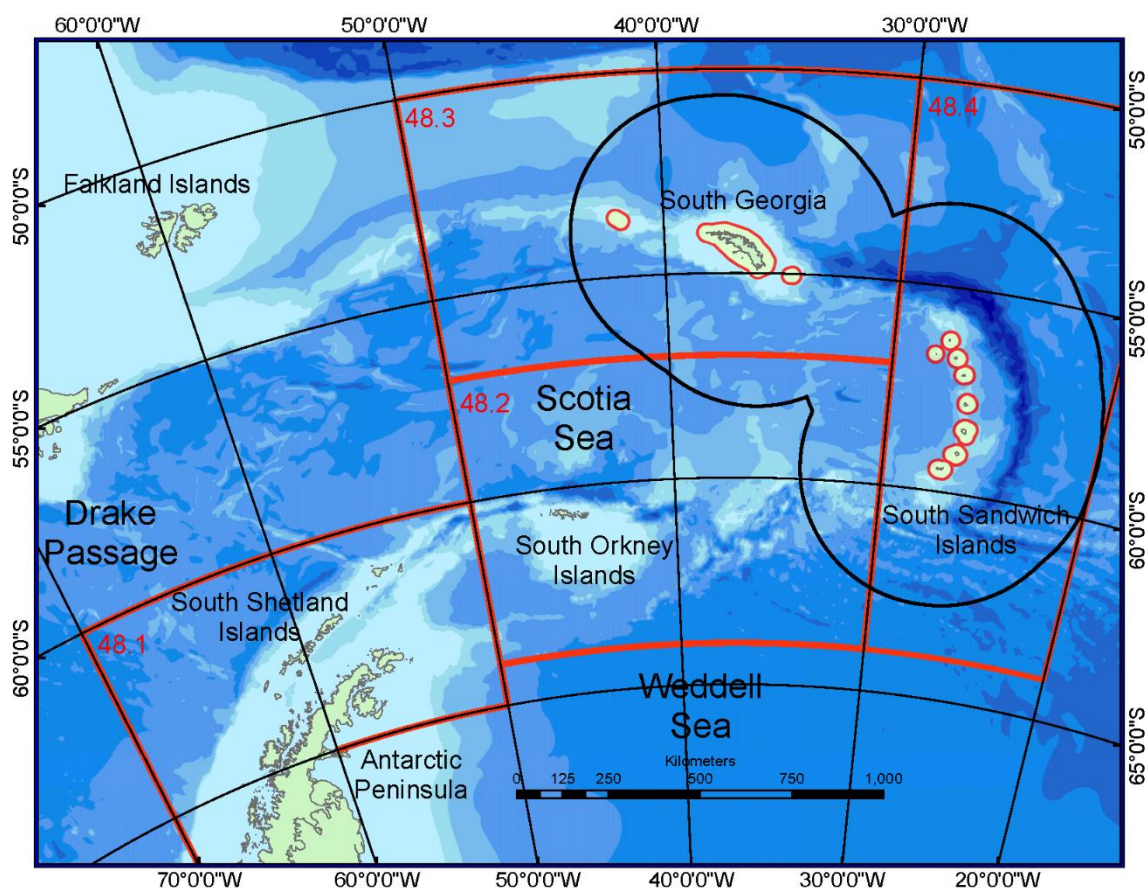 60°0'0"W
50°0'0"W
40°0'0"W
30°0'0"W
50°0'0"S
55°0'0"S
60°0'0"S
50°0'0"S
55°0'0"S
60°0'0"S
65°0'0"S
48.3
48.4
Falkland Islands
South Georgia
48.2
Scotia
Sea
Drake
Passage
South Orkney
Islands
South Sandwich
Islands
South Shetland
Islands
48.1
Weddell
Sea
Antarctic
Peninsula
Kilometers
0 125 250 500 750 1,000
70°0'0"W
60°0'0"W
50°0'0"W
40°0'0"W
30°0'0"W
20°0'0"W